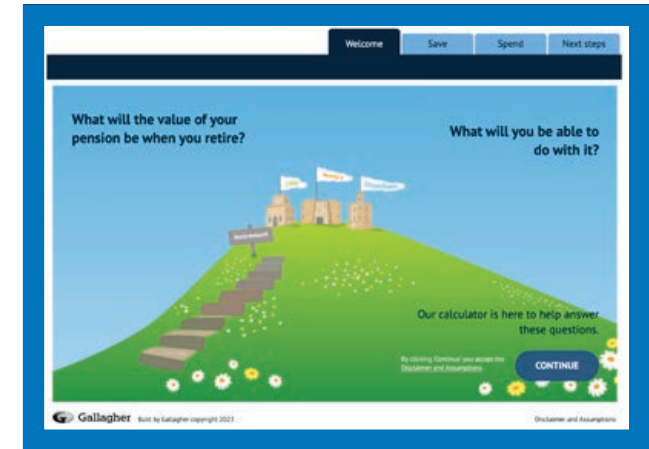 Welcome
Save
Spend
Next steps
What will the value of your
pension be when you retire?
What will you be able to
do with it?
Retirement
Our calculator is here to help answer
these questions.
By clicking 'Continue' you accept the
Disclaimer and Assumptions
CONTINUE
Gallagher
Built by Gallagher copyright 2023
Disclaimer and Assumptions